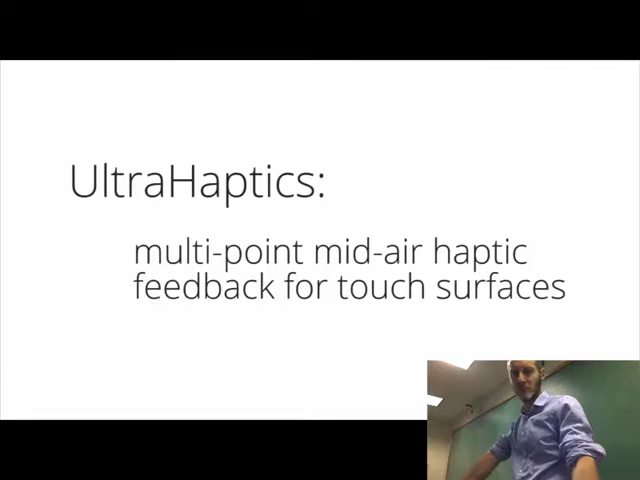 UltraHaptics:
multi-point mid-air haptic
feedback for touch surfaces